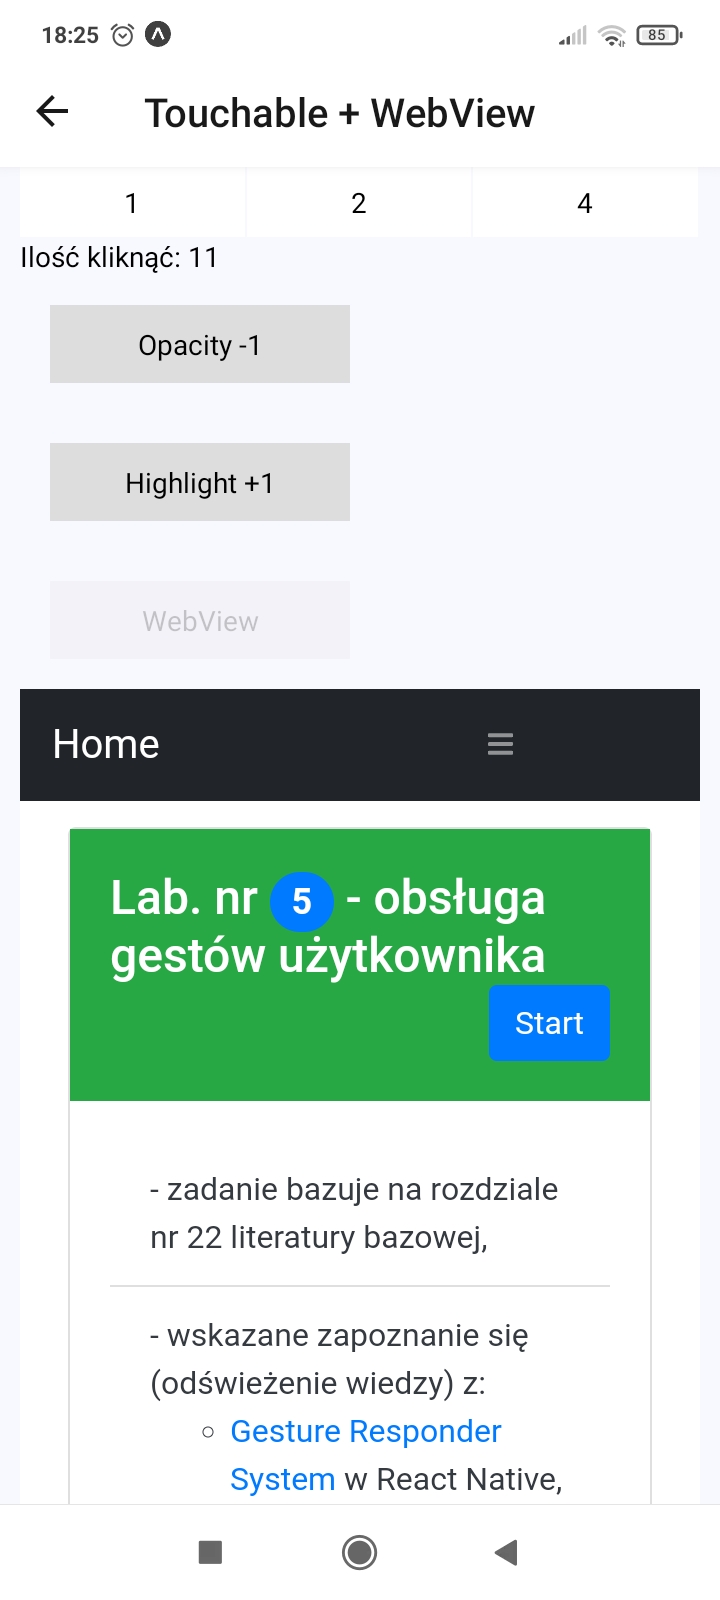 18:25
85
Touchable + WebView
1 2 4
Ilość kliknąć: 11
Opacity -1
Highlight +1
WebView
Home
Lab. nr 5 - obsługa
gestów użytkownika
Start
- zadanie bazuje na rozdziale
nr 22 literatury bazowej,
- wskazane zapoznanie się
(odświeżenie wiedzy) z:
Gesture Responder
System w React Native,